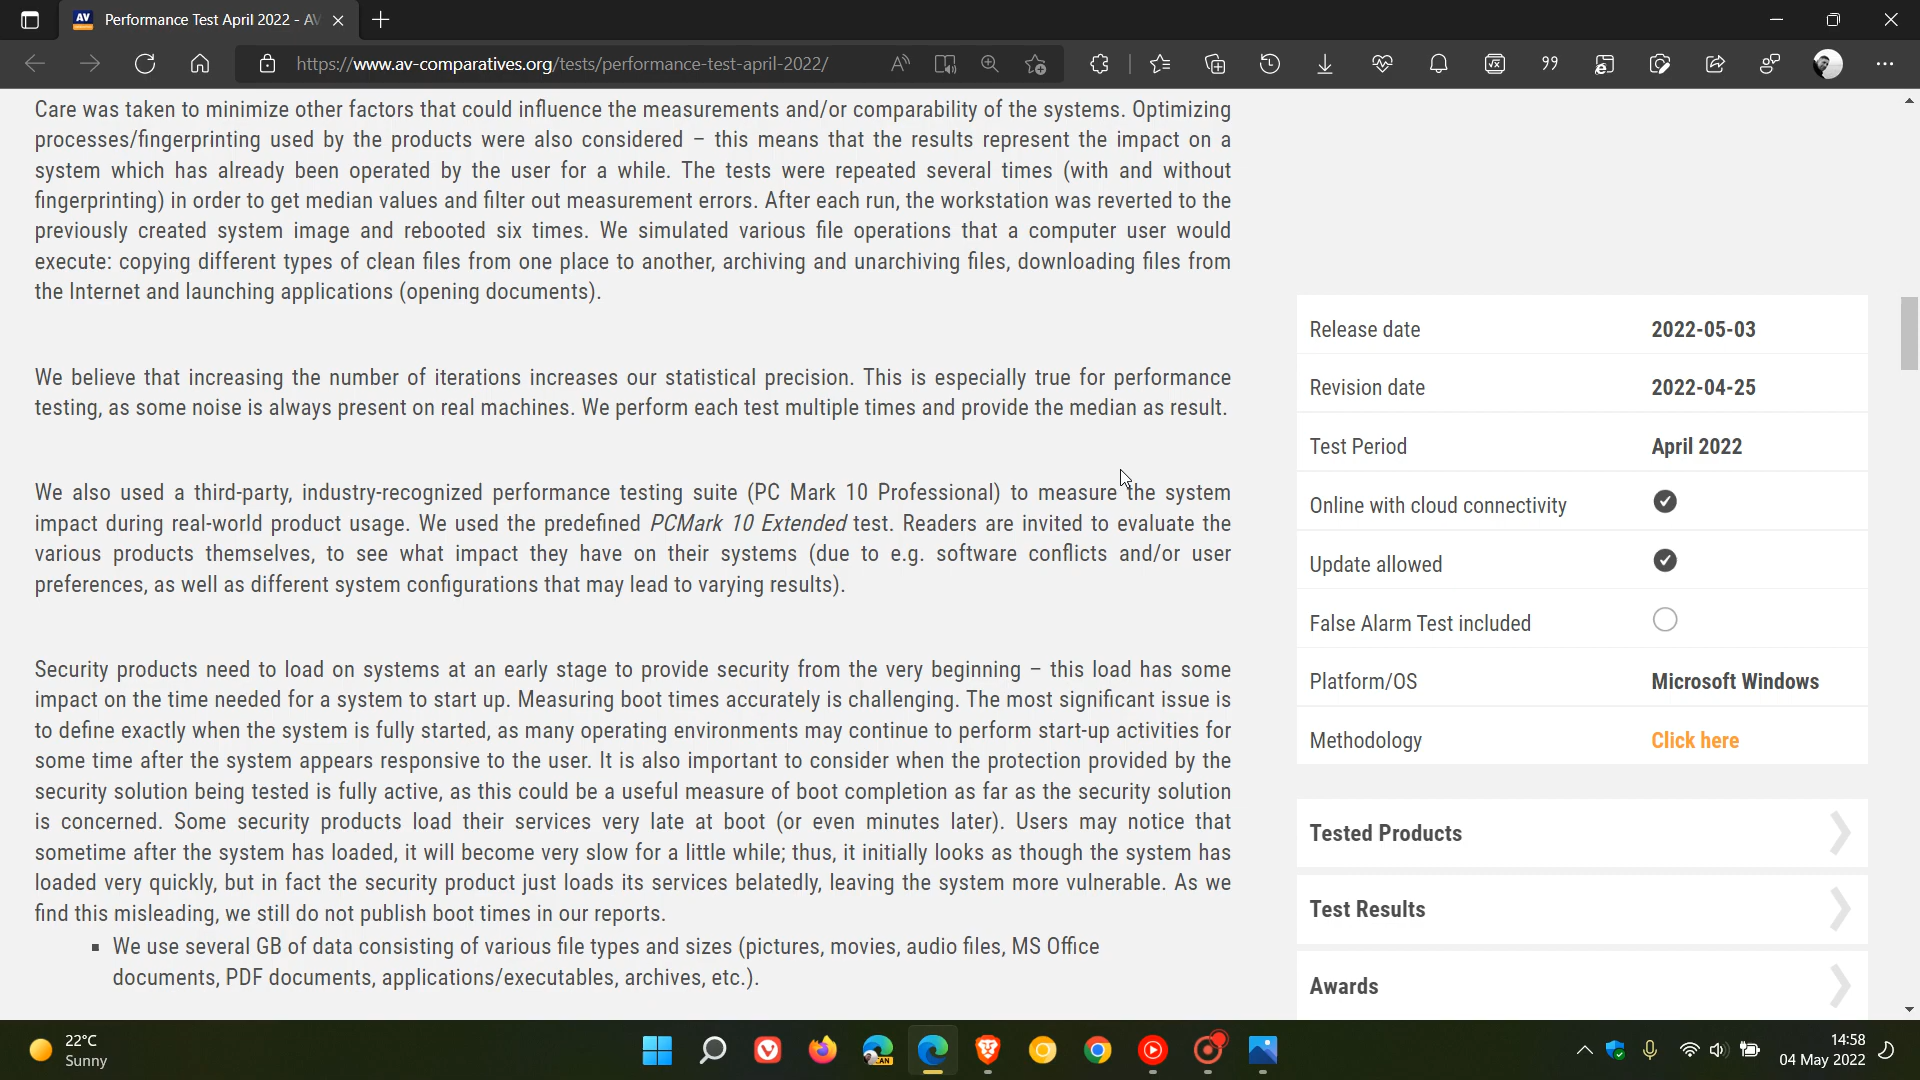 Performance Test April 2022 - AV
https://www.av-comparatives.org/tests/performance-test-april-2022/
Care was taken to minimize other factors that could influence the measurements and/or comparability of the systems. Optimizing
processes/fingerprinting used by the products were also considered – this means that the results represent the impact on a
system which has already been operated by the user for a while. The tests were repeated several times (with and without
fingerprinting) in order to get median values and filter out measurement errors. After each run, the workstation was reverted to the
previously created system image and rebooted six times. We simulated various file operations that a computer user would
execute: copying different types of clean files from one place to another, archiving and unarchiving files, downloading files from
the Internet and launching applications (opening documents).
We believe that increasing the number of iterations increases our statistical precision. This is especially true for performance
testing, as some noise is always present on real machines. We perform each test multiple times and provide the median as result.
We also used a third-party, industry-recognized performance testing suite (PC Mark 10 Professional) to measure the system
impact during real-world product usage. We used the predefined PCMark 10 Extended test. Readers are invited to evaluate the
various products themselves, to see what impact they have on their systems (due to e.g. software conflicts and/or user
preferences, as well as different system configurations that may lead to varying results).
Security products need to load on systems at an early stage to provide security from the very beginning – this load has some
impact on the time needed for a system to start up. Measuring boot times accurately is challenging. The most significant issue is
to define exactly when the system is fully started, as many operating environments may continue to perform start-up activities for
some time after the system appears responsive to the user. It is also important to consider when the protection provided by the
security solution being tested is fully active, as this could be a useful measure of boot completion as far as the security solution
is concerned. Some security products load their services very late at boot (or even minutes later). Users may notice that
sometime after the system has loaded, it will become very slow for a little while; thus, it initially looks as though the system has
loaded very quickly, but in fact the security product just loads its services belatedly, leaving the system more vulnerable. As we
find this misleading, we still do not publish boot times in our reports.
▪ We use several GB of data consisting of various file types and sizes (pictures, movies, audio files, MS Office
documents, PDF documents, applications/executables, archives, etc.).
Release date 2022-05-03
Revision date 2022-04-25
Test Period April 2022
Online with cloud connectivity
Update allowed
False Alarm Test included
Platform/OS Microsoft Windows
Methodology Click here
Tested Products
Test Results
Awards
22°C
Sunny
CAN
14:58
04 May 2022